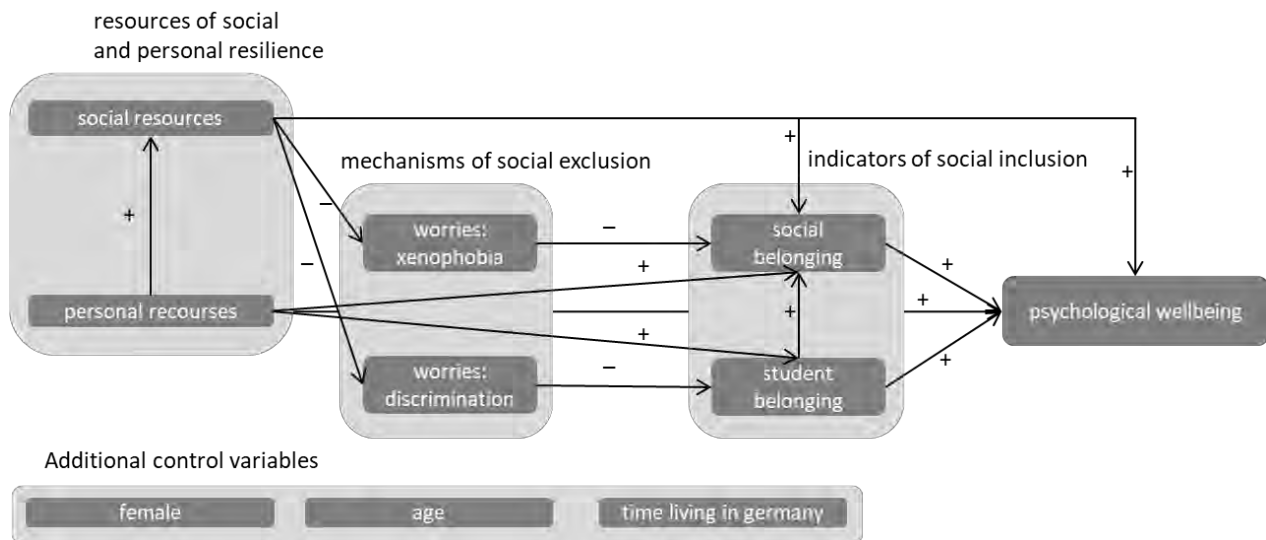 resources of social
and personal resilience
social resources
+
+
+
mechanisms of social exclusion
indicators of social inclusion
+
–
–
worries:
xenophobia
–
social
belonging
+
+
personal recourses
+
+
psychological wellbeing
+
worries:
discrimination
–
student
belonging
+
Additional control variables
female
age
time living in germany